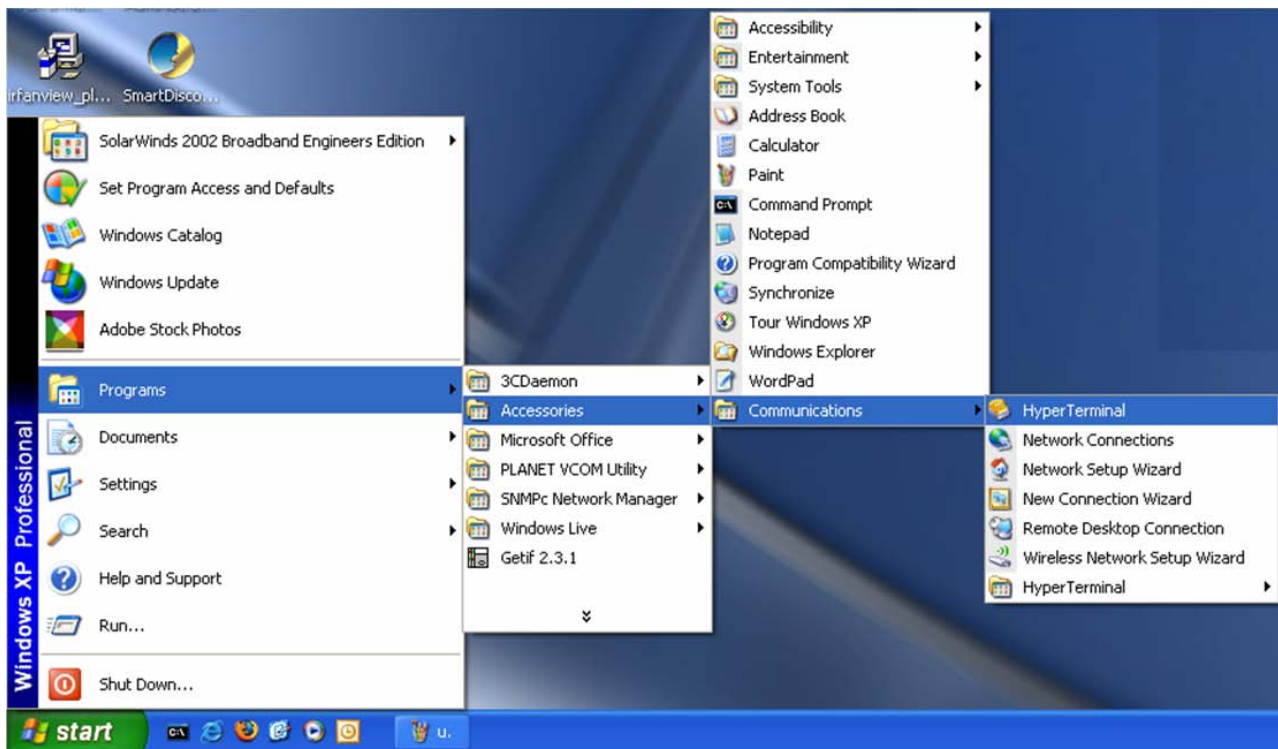 irfanview_pl...
SmartDisco...
SolarWinds 2002 Broadband Engineers Edition
Set Program Access and Defaults
Windows Catalog
Windows Update
Adobe Stock Photos
Programs
Documents
Settings
Search
Help and Support
Run...
Shut Down...
Windows XP Professional
3CDaemon
Accessories
Microsoft Office
PLANET VCOM Utility
SNMPc Network Manager
Windows Live
Getif 2.3.1
Accessibility
Entertainment
System Tools
Address Book
Calculator
Paint
Command Prompt
Notepad
Program Compatibility Wizard
Synchronize
Tour Windows XP
Windows Explorer
WordPad
Communications
HyperTerminal
Network Connections
Network Setup Wizard
New Connection Wizard
Remote Desktop Connection
Wireless Network Setup Wizard
HyperTerminal
start
u.